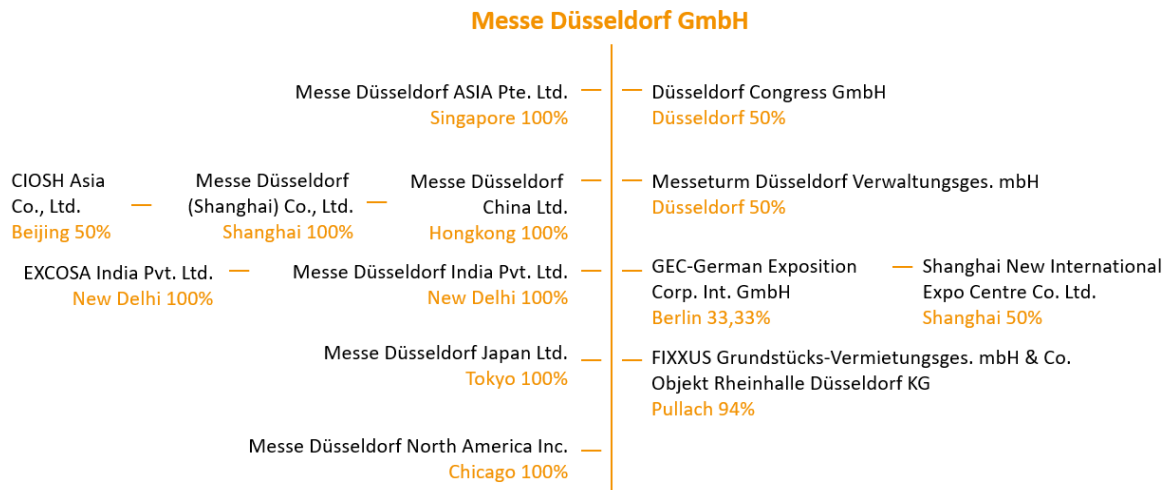 Messe Düsseldorf GmbH
Messe Düsseldorf ASIA Pte. Ltd.
Singapore 100%
Düsseldorf Congress GmbH
Düsseldorf 50%
CIOSH Asia
Co., Ltd.
Beijing 50%
Messe Düsseldorf
(Shanghai) Co., Ltd.
Shanghai 100%
Messe Düsseldorf
China Ltd.
Hongkong 100%
Messeturm Düsseldorf Verwaltungsges. mbH
Düsseldorf 50%
EXCOSA India Pvt. Ltd.
New Delhi 100%
Messe Düsseldorf India Pvt. Ltd.
New Delhi 100%
GEC-German Exposition
Corp. Int. GmbH
Berlin 33,33%
Shanghai New International
Expo Centre Co. Ltd.
Shanghai 50%
Messe Düsseldorf Japan Ltd.
Tokyo 100%
FIXXUS Grundstücks-Vermietungsges. mbH & Co.
Objekt Rheinhalle Düsseldorf KG
Pullach 94%
Messe Düsseldorf North America Inc.
Chicago 100%